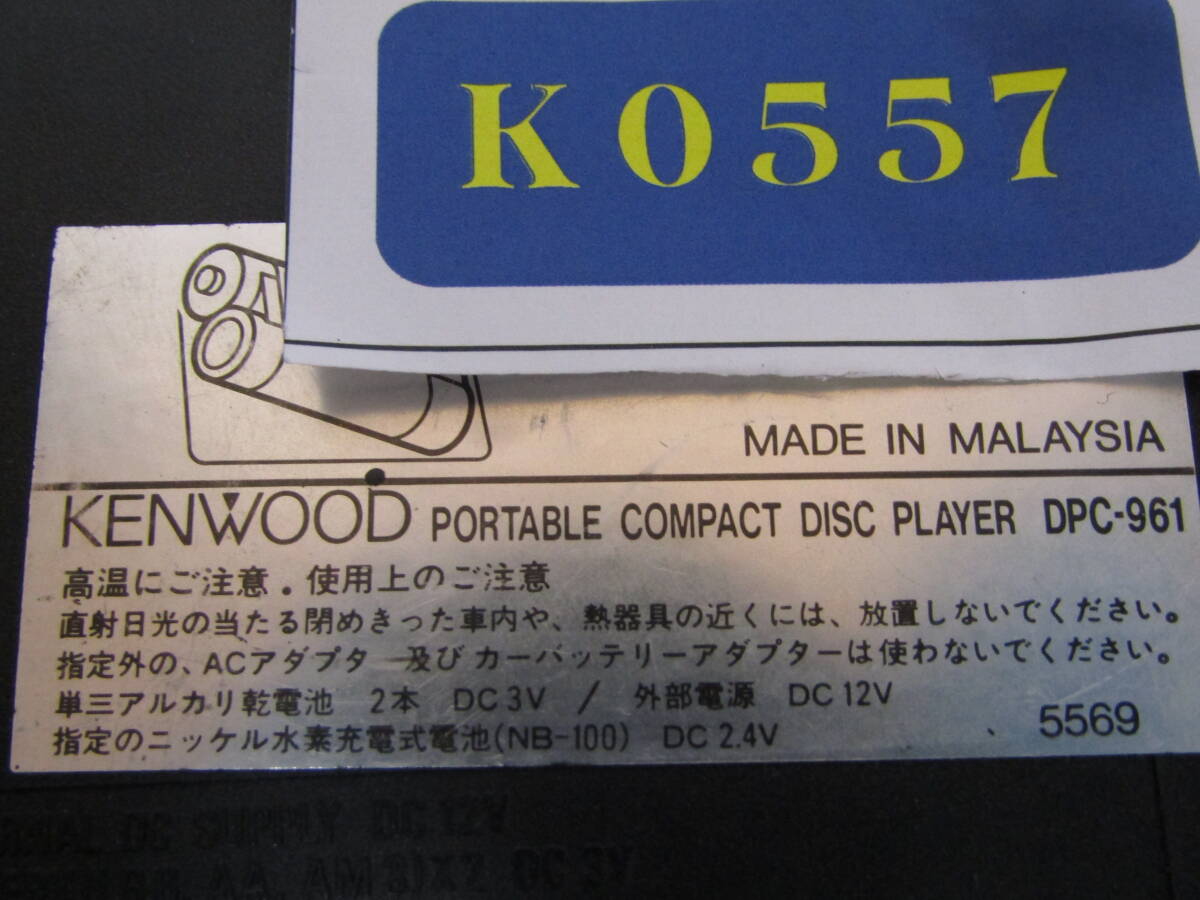 K0557
MADE IN MALAYSIA
KENWOOD PORTABLE COMPACT DISC PLAYER DPC-961
高温にご注意．使用上のご注意
直射日光の当たる閉めきった車内や、熱器具の近くには、放置しないでください。
指定外の、ACアダプタ 及び カーバッテリーアダプターは使わないでください。
単三アルカリ乾電池 2本 DC 3V / 外部電源 DC 12V
指定のニッケル水素充電式電池(NB-100) DC 2.4V
5569
DC SUPPLY DC 12V
AA, AM3)X2 DC 3V